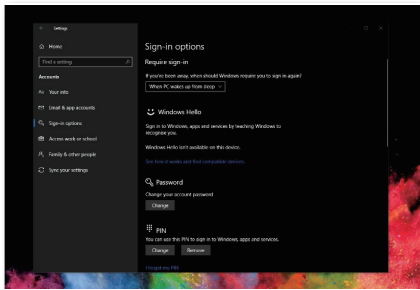 Settings
Home
Sign-in options
Find a setting
Require sign-in
Accounts
If you've been away, when should Windows require you to sign in again?
When PC wakes up from sleep
Your info
Email & app accounts
Windows Hello
Sign-in options
Sign in to Windows, apps and services by teaching Windows to
recognize you.
Access work or school
Windows Hello isn't available on this device.
Family & other people
See how it works and find compatible devices.
Sync your settings
Password
Change your account password
Change
PIN
You can use this PIN to sign in to Windows, apps and services.
Change Remove
I forgot my PIN